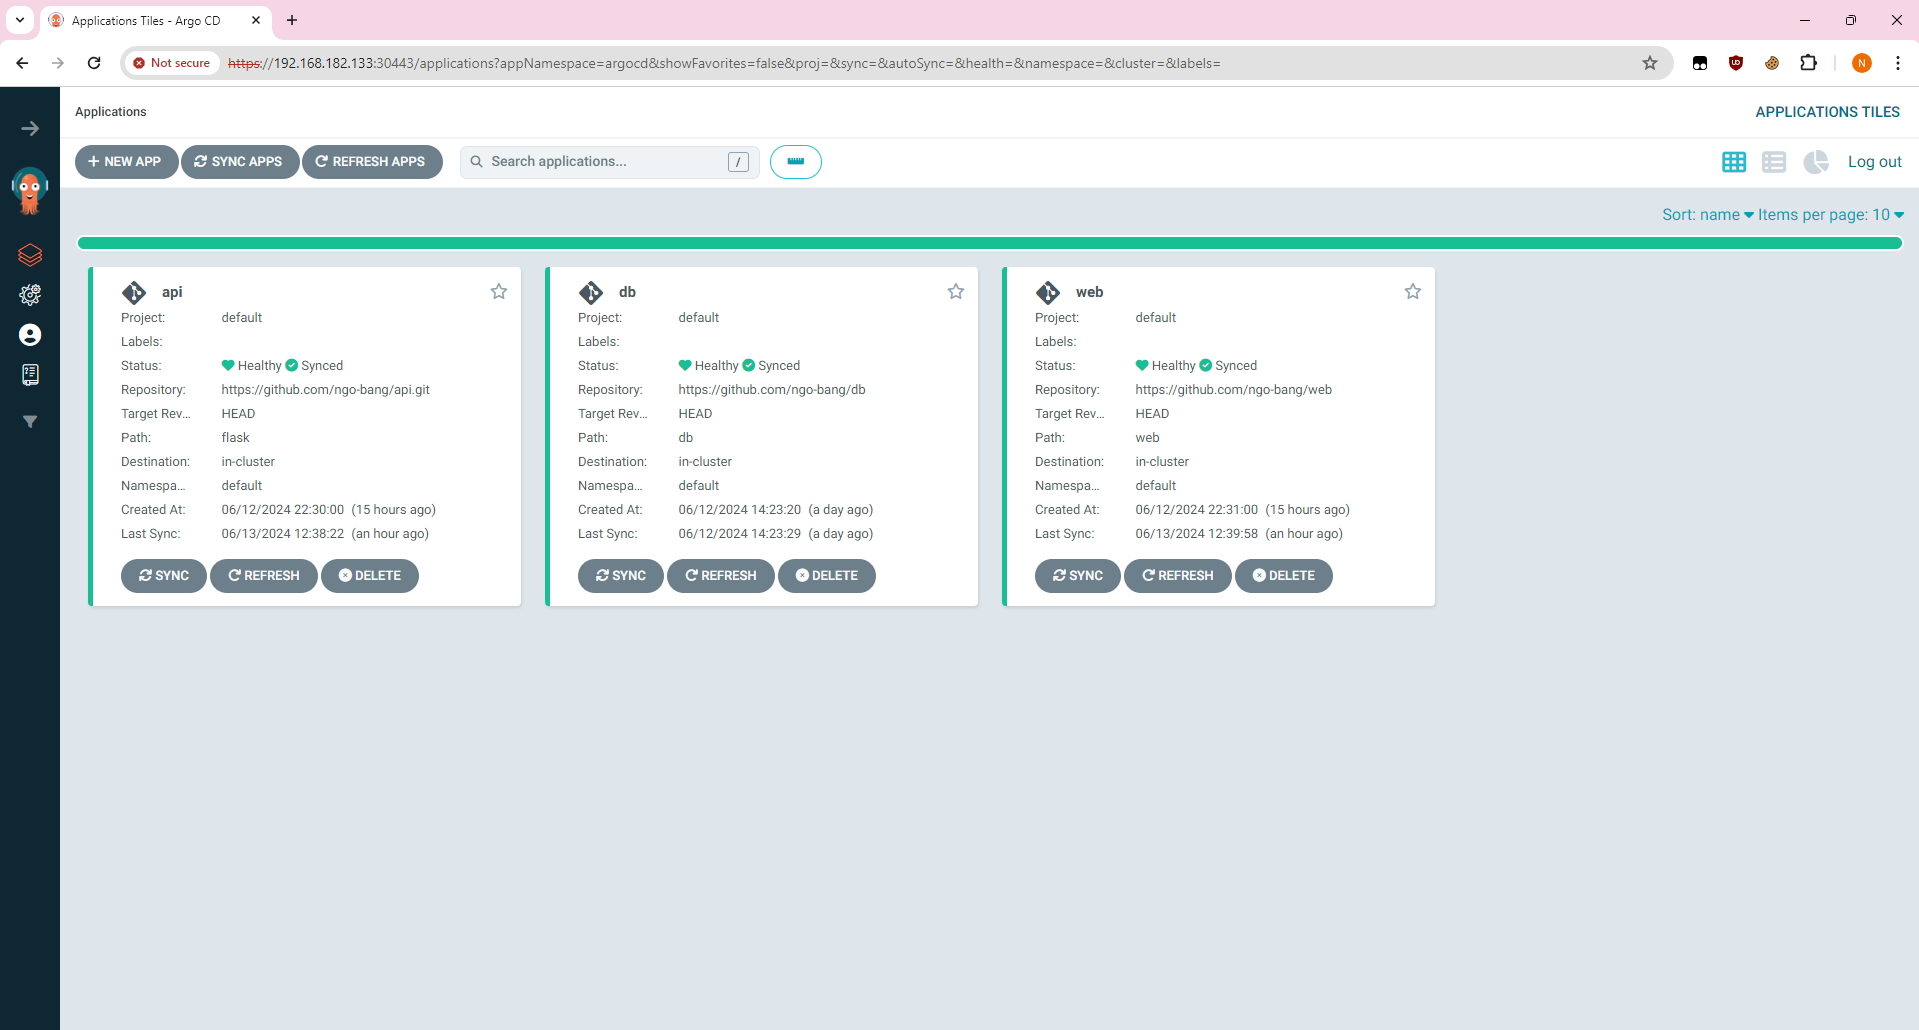 Applications Tiles - Argo CD
Not secure https://192.168.182.133:30443/applications?appNamespace=argocd&showFavorites=false&proj=&sync=&autoSync=&health=&namespace=&cluster=&labels=
N
Applications
APPLICATIONS TILES
NEW APP SYNC APPS REFRESH APPS Search applications... /
Log out
Sort: name Items per page: 10
api
Project: default
Labels:
Status: Healthy Synced
Repository: https://github.com/ngo-bang/api.git
Target Rev... HEAD
Path: flask
Destination: in-cluster
Namespa... default
Created At: 06/12/2024 22:30:00 (15 hours ago)
Last Sync: 06/13/2024 12:38:22 (an hour ago)
SYNC REFRESH DELETE
db
Project: default
Labels:
Status: Healthy Synced
Repository: https://github.com/ngo-bang/db
Target Rev... HEAD
Path: db
Destination: in-cluster
Namespa... default
Created At: 06/12/2024 14:23:20 (a day ago)
Last Sync: 06/12/2024 14:23:29 (a day ago)
SYNC REFRESH DELETE
web
Project: default
Labels:
Status: Healthy Synced
Repository: https://github.com/ngo-bang/web
Target Rev... HEAD
Path: web
Destination: in-cluster
Namespa... default
Created At: 06/12/2024 22:31:00 (15 hours ago)
Last Sync: 06/13/2024 12:39:58 (an hour ago)
SYNC REFRESH DELETE